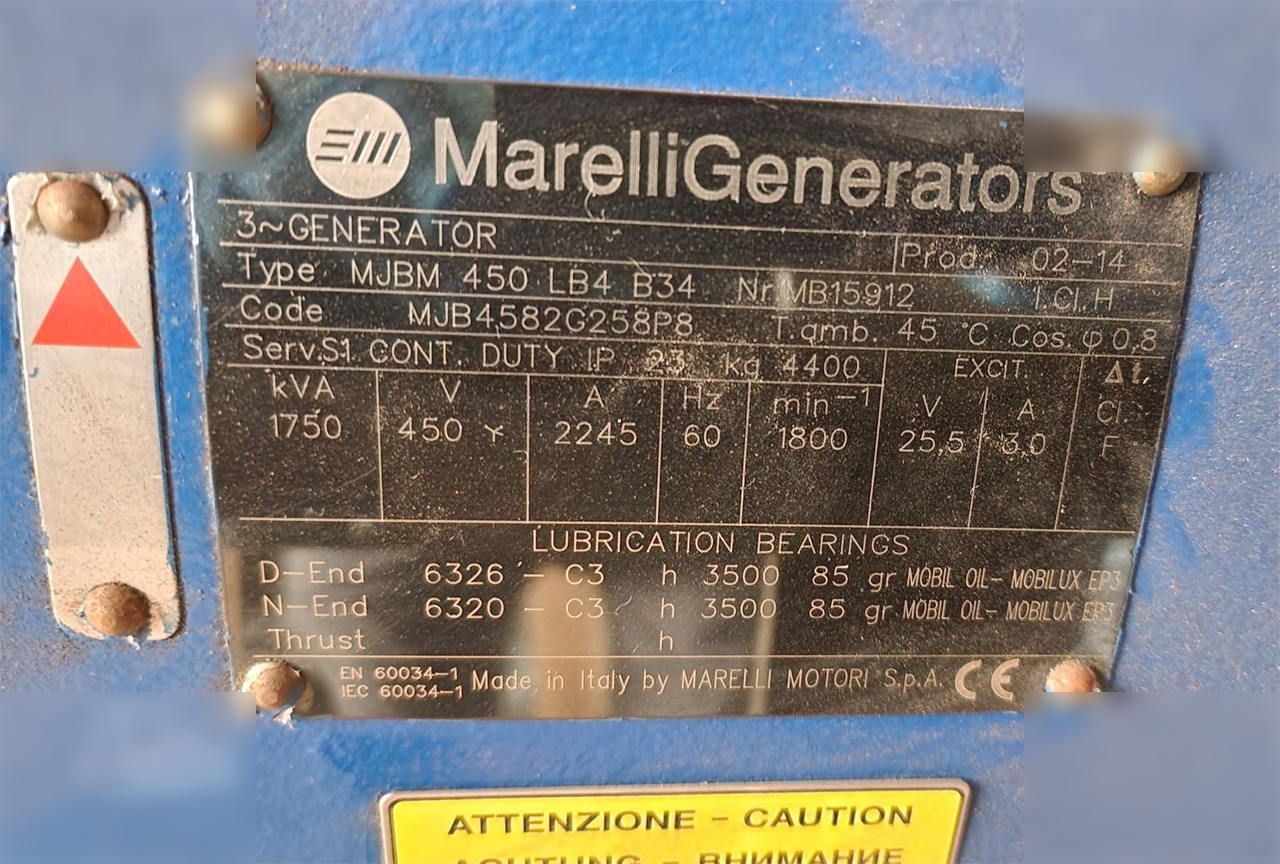 MarelliGenerators
3~GENERATOR Prod. 02-14
Type MJBM 450 LB4 B34 Nr MB15912 I.Cl. H
Code MJB4582G258P8 T.amb. 45 °C Cos. φ 0,8
Serv. S1 CONT. DUTY IP 23 kg 4400 EXCIT. Δt.
kVA V A Hz min⁻¹ V A Cl.
1750 450 Y 2245 60 1800 25,5 3,0 F
LUBRICATION BEARINGS
D-End 6326 - C3 h 3500 85 gr MOBIL OIL- MOBILUX EP3
N-End 6320 - C3 h 3500 85 gr MOBIL OIL- MOBILUX EP3
Thrust h
EN 60034-1
IEC 60034-1 Made in Italy by MARELLI MOTORI S.p.A. CE
ATTENZIONE - CAUTION
ACHTUNG - ВНИМАНИЕ